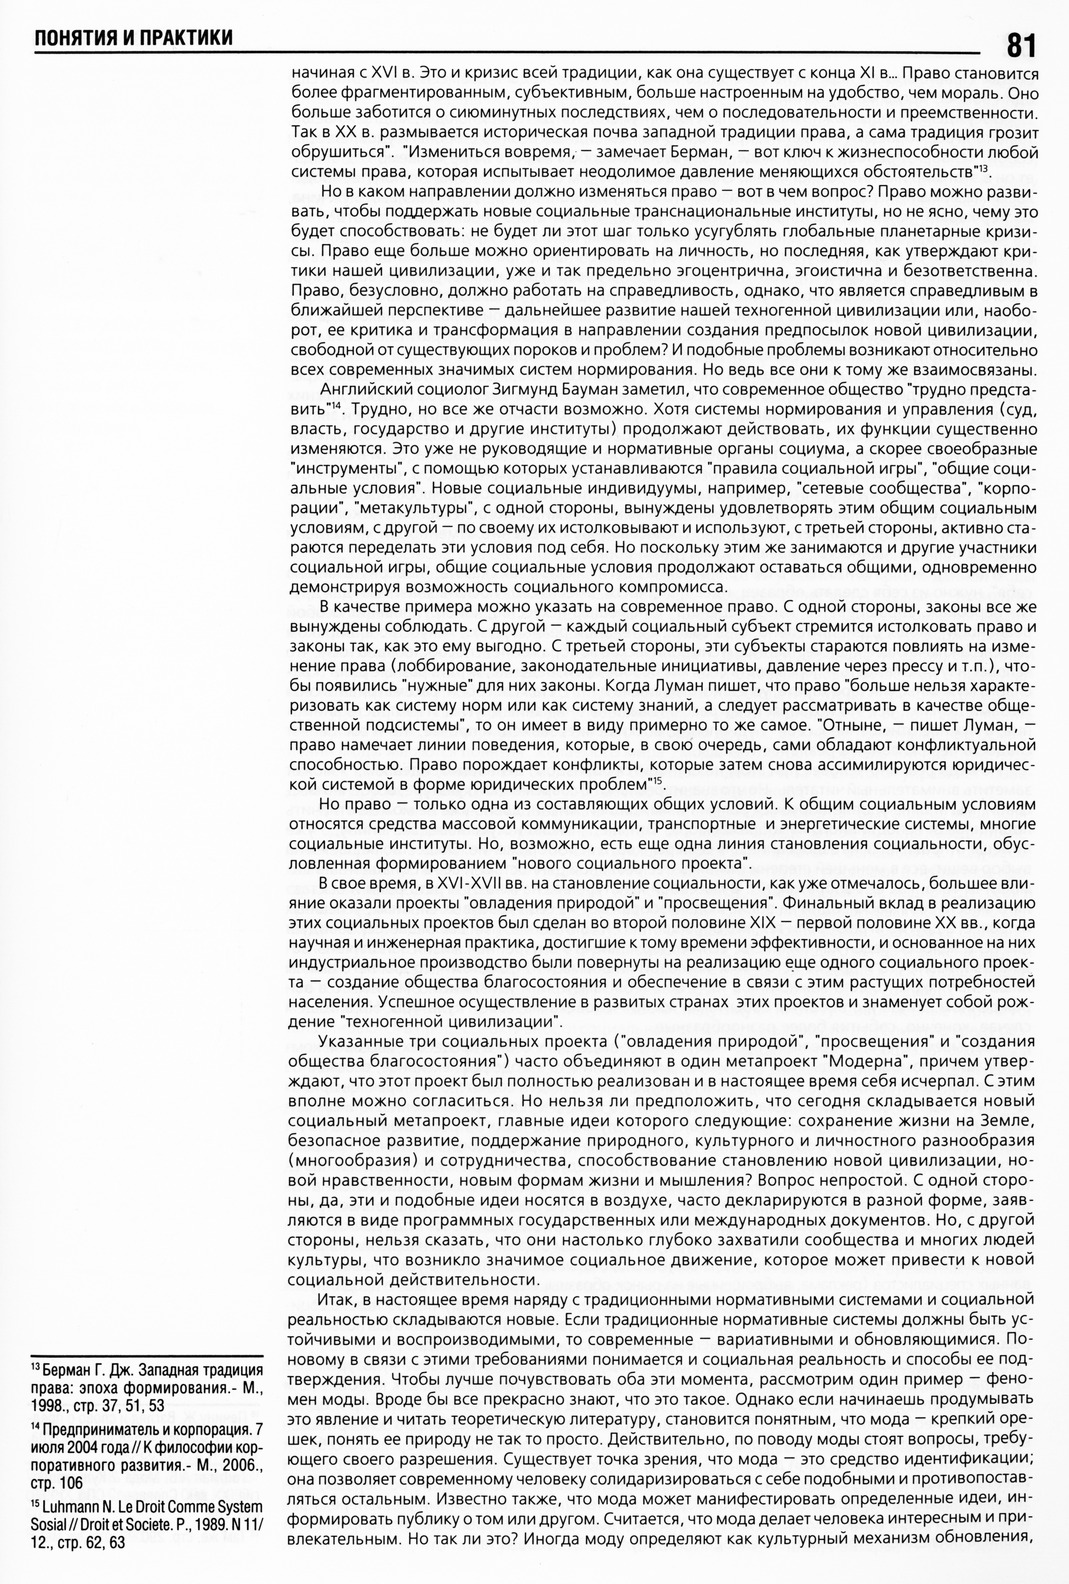 ПОНЯТИЯ И ПРАКТИКИ
81
начиная с XVI в. Это и кризис всей традиции, как она существует с конца XI в... Право становится
более фрагментированным, субъективным, больше настроенным на удобство, чем мораль. Оно
больше заботится о сиюминутных последствиях, чем о последовательности и преемственности.
Так в XX в. размывается историческая почва западной традиции права, а сама традиция грозит
обрушиться". "Измениться вовремя, — замечает Берман, — вот ключ к жизнеспособности любой
системы права, которая испытывает неодолимое давление меняющихся обстоятельств"¹³.
Но в каком направлении должно изменяться право — вот в чем вопрос? Право можно разви-
вать, чтобы поддержать новые социальные транснациональные институты, но не ясно, чему это
будет способствовать: не будет ли этот шаг только усугублять глобальные планетарные кризи-
сы. Право еще больше можно ориентировать на личность, но последняя, как утверждают кри-
тики нашей цивилизации, уже и так предельно эгоцентрична, эгоистична и безответственна.
Право, безусловно, должно работать на справедливость, однако, что является справедливым в
ближайшей перспективе — дальнейшее развитие нашей техногенной цивилизации или, наобо-
рот, ее критика и трансформация в направлении создания предпосылок новой цивилизации,
свободной от существующих пороков и проблем? И подобные проблемы возникают относительно
всех современных значимых систем нормирования. Но ведь все они к тому же взаимосвязаны.
Английский социолог Зигмунд Бауман заметил, что современное общество "трудно предста-
вить"¹⁴. Трудно, но все же отчасти возможно. Хотя системы нормирования и управления (суд,
власть, государство и другие институты) продолжают действовать, их функции существенно
изменяются. Это уже не руководящие и нормативные органы социума, а скорее своеобразные
"инструменты", с помощью которых устанавливаются "правила социальной игры", "общие соци-
альные условия". Новые социальные индивидуумы, например, "сетевые сообщества", "корпо-
рации", "метакультуры", с одной стороны, вынуждены удовлетворять этим общим социальным
условиям, с другой — по своему их истолковывают и используют, с третьей стороны, активно ста-
раются переделать эти условия под себя. Но поскольку этим же занимаются и другие участники
социальной игры, общие социальные условия продолжают оставаться общими, одновременно
демонстрируя возможность социального компромисса.
В качестве примера можно указать на современное право. С одной стороны, законы все же
вынуждены соблюдать. С другой — каждый социальный субъект стремится истолковать право и
законы так, как это ему выгодно. С третьей стороны, эти субъекты стараются повлиять на изме-
нение права (лоббирование, законодательные инициативы, давление через прессу и т.п.), что-
бы появились "нужные" для них законы. Когда Луман пишет, что право "больше нельзя характе-
ризовать как систему норм или как систему знаний, а следует рассматривать в качестве обще-
ственной подсистемы", то он имеет в виду примерно то же самое. "Отныне, — пишет Луман, —
право намечает линии поведения, которые, в свою очередь, сами обладают конфликтуальной
способностью. Право порождает конфликты, которые затем снова ассимилируются юридичес-
кой системой в форме юридических проблем"¹⁵.
Но право — только одна из составляющих общих условий. К общим социальным условиям
относятся средства массовой коммуникации, транспортные и энергетические системы, многие
социальные институты. Но, возможно, есть еще одна линия становления социальности, обус-
ловленная формированием "нового социального проекта".
В свое время, в XVI-XVII вв. на становление социальности, как уже отмечалось, большее вли-
яние оказали проекты "овладения природой" и "просвещения". Финальный вклад в реализацию
этих социальных проектов был сделан во второй половине XIX — первой половине XX вв., когда
научная и инженерная практика, достигшие к тому времени эффективности, и основанное на них
индустриальное производство были повернуты на реализацию еще одного социального проек-
та — создание общества благосостояния и обеспечение в связи с этим растущих потребностей
населения. Успешное осуществление в развитых странах этих проектов и знаменует собой рож-
дение "техногенной цивилизации".
Указанные три социальных проекта ("овладения природой", "просвещения" и "создания
общества благосостояния") часто объединяют в один метапроект "Модерна", причем утвер-
ждают, что этот проект был полностью реализован и в настоящее время себя исчерпал. С этим
вполне можно согласиться. Но нельзя ли предположить, что сегодня складывается новый
социальный метапроект, главные идеи которого следующие: сохранение жизни на Земле,
безопасное развитие, поддержание природного, культурного и личностного разнообразия
(многообразия) и сотрудничества, способствование становлению новой цивилизации, но-
вой нравственности, новым формам жизни и мышления? Вопрос непростой. С одной сторо-
ны, да, эти и подобные идеи носятся в воздухе, часто декларируются в разной форме, заяв-
ляются в виде программных государственных или международных документов. Но, с другой
стороны, нельзя сказать, что они настолько глубоко захватили сообщества и многих людей
культуры, что возникло значимое социальное движение, которое может привести к новой
социальной действительности.
Итак, в настоящее время наряду с традиционными нормативными системами и социальной
реальностью складываются новые. Если традиционные нормативные системы должны быть ус-
тойчивыми и воспроизводимыми, то современные — вариативными и обновляющимися. По-
новому в связи с этими требованиями понимается и социальная реальность и способы ее под-
тверждения. Чтобы лучше почувствовать оба эти момента, рассмотрим один пример — фено-
мен моды. Вроде бы все прекрасно знают, что это такое. Однако если начинаешь продумывать
это явление и читать теоретическую литературу, становится понятным, что мода — крепкий оре-
шек, понять ее природу не так то просто. Действительно, по поводу моды стоят вопросы, требу-
ющего своего разрешения. Существует точка зрения, что мода — это средство идентификации;
она позволяет современному человеку солидаризироваться с себе подобными и противопостав-
ляться остальным. Известно также, что мода может манифестировать определенные идеи, ин-
формировать публику о том или другом. Считается, что мода делает человека интересным и при-
влекательным. Но так ли это? Иногда моду определяют как культурный механизм обновления,
¹³ Берман Г. Дж. Западная традиция
права: эпоха формирования.- М.,
1998., стр. 37, 51, 53
¹⁴ Предприниматель и корпорация. 7
июля 2004 года // К философии кор-
поративного развития.- М., 2006.,
стр. 106
¹⁵ Luhmann N. Le Droit Comme System
Sosial // Droit et Societe. P., 1989. N 11/
12., стр. 62, 63